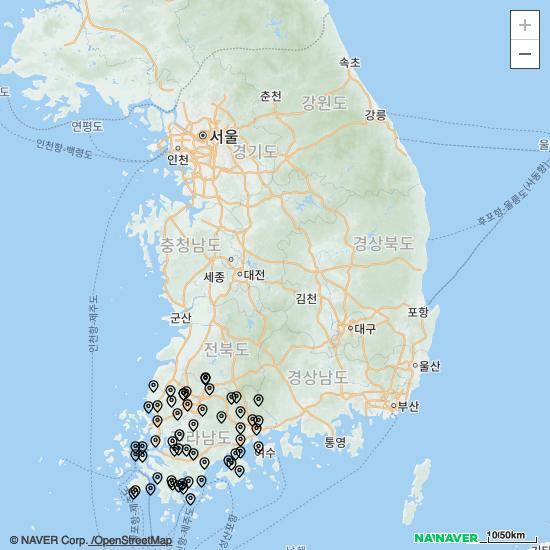 +
−
속초
춘천
강원도
강릉
도
연평도
서울
울
인천
경기도
인천항-백령도
후포항-울릉도(사동항)
충청남도
경상북도
세종
대전
김천
인천항-제주도
군산
포항
대구
전북도
울산
경상남도
부산
라남도
여수
통영
© NAVER Corp. /OpenStreetMap
NAVER
10/50km